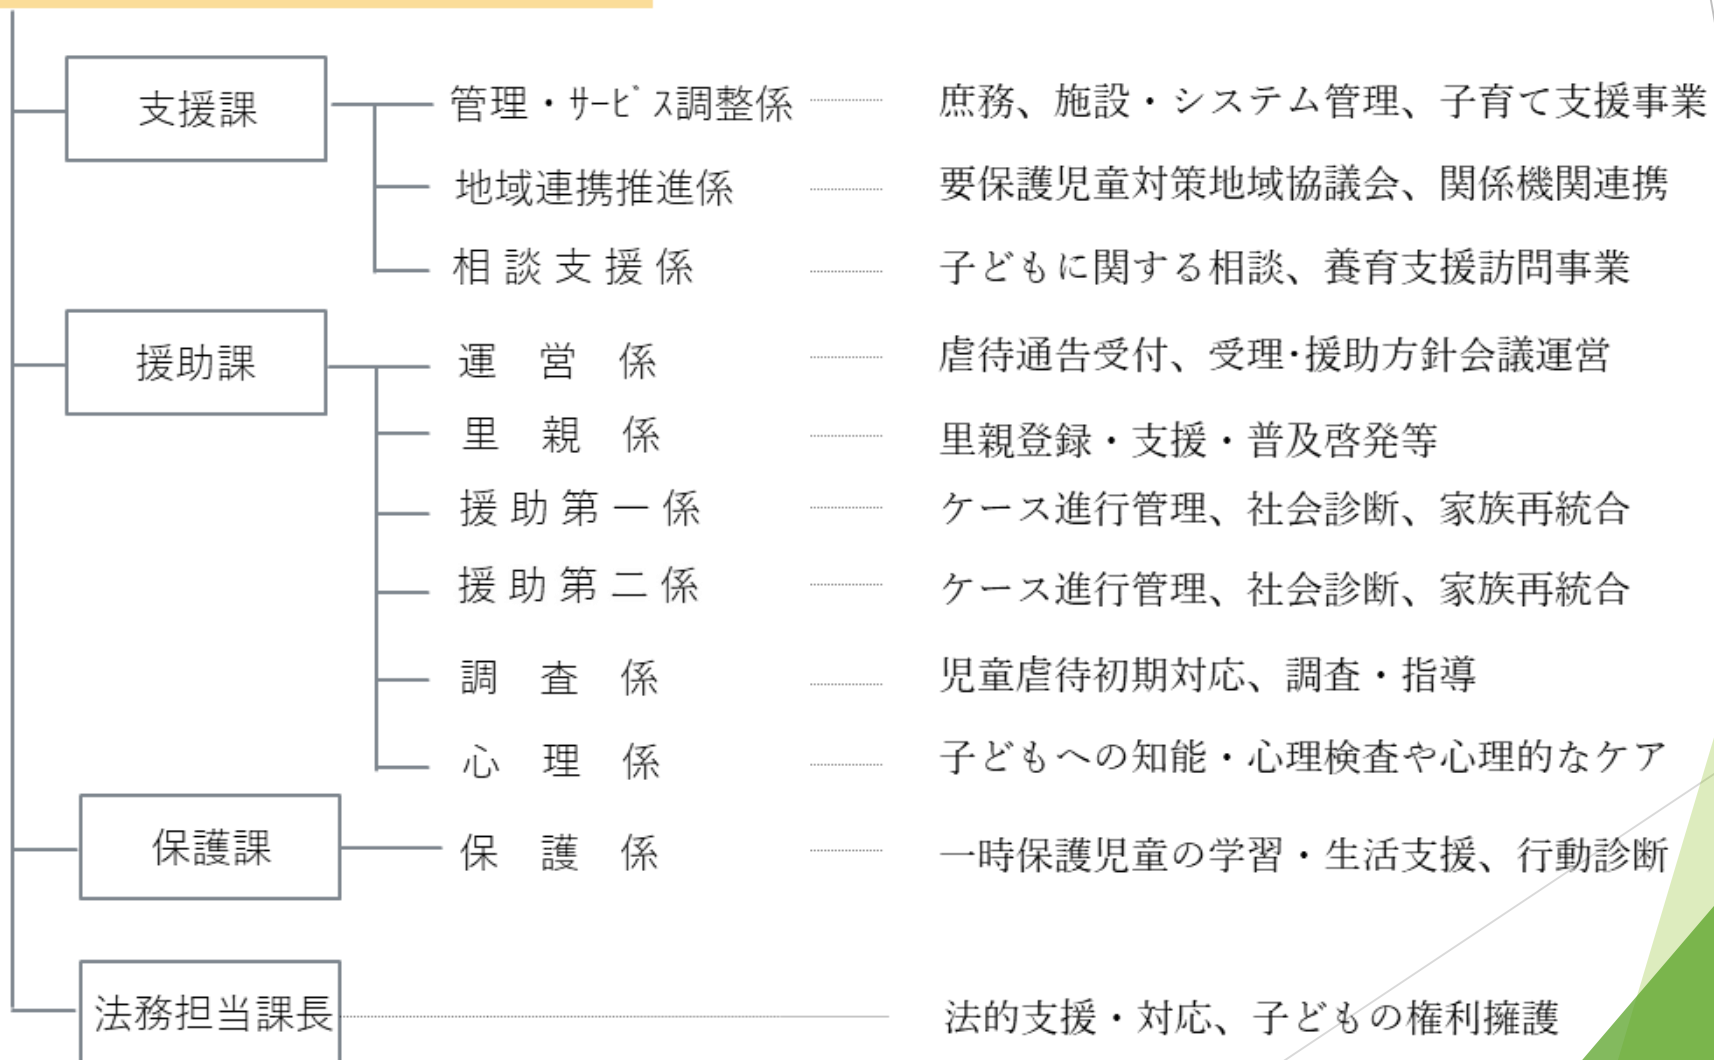 支援課
管理・ｻｰﾋﾞｽ調整係 庶務、施設・システム管理、子育て支援事業
地域連携推進係 要保護児童対策地域協議会、関係機関連携
相談支援係 子どもに関する相談、養育支援訪問事業
援助課
運営係 虐待通告受付、受理・援助方針会議運営
里親係 里親登録・支援・普及啓発等
援助第一係 ケース進行管理、社会診断、家族再統合
援助第二係 ケース進行管理、社会診断、家族再統合
調査係 児童虐待初期対応、調査・指導
心理係 子どもへの知能・心理検査や心理的なケア
保護課
保護係 一時保護児童の学習・生活支援、行動診断
法務担当課長 法的支援・対応、子どもの権利擁護